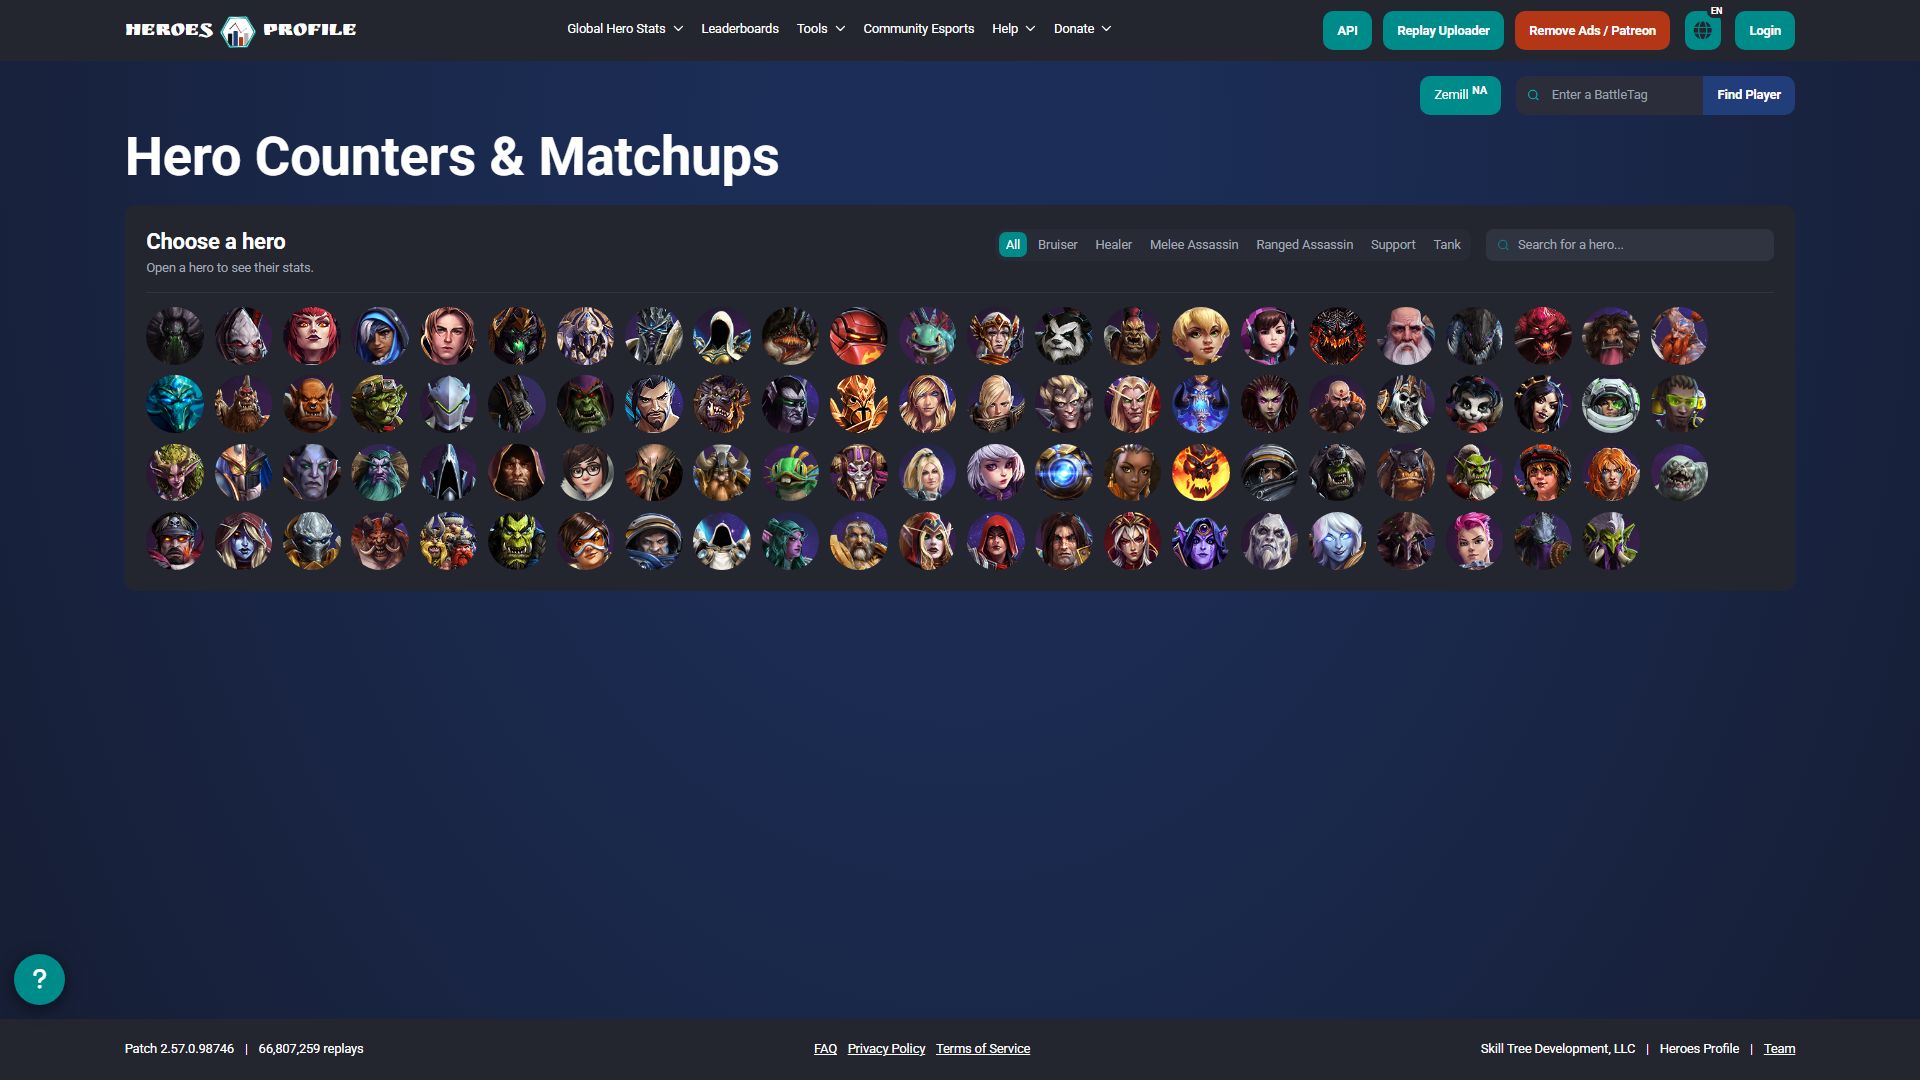 HEROES PROFILE
Global Hero Stats
Leaderboards
Tools
Community Esports
Help
Donate
API
Replay Uploader
Remove Ads / Patreon
EN
Login
Zemill NA
Enter a BattleTag
Find Player
Hero Counters & Matchups
Choose a hero
Open a hero to see their stats.
All
Bruiser
Healer
Melee Assassin
Ranged Assassin
Support
Tank
Search for a hero...
?
Patch 2.57.0.98746 | 66,807,259 replays
FAQ Privacy Policy Terms of Service
Skill Tree Development, LLC | Heroes Profile | Team